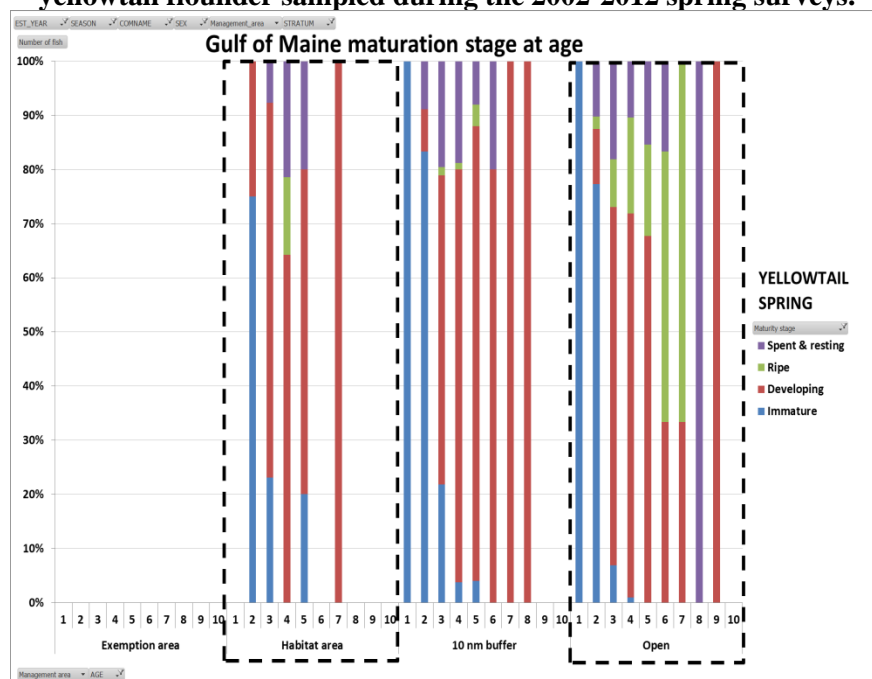 yellowtail flounder sampled during the 2002-2012 spring surveys.
EST_YEAR SEASON COMNAME SEX Management_area STRATUM
Number of fish
Gulf of Maine maturation stage at age
100%
90%
80%
70%
60%
50%
40%
30%
20%
10%
0%
YELLOWTAIL
SPRING
Maturity stage
Spent & resting
Ripe
Developing
Immature
1 2 3 4 5 6 7 8 9 10 1 2 3 4 5 6 7 8 9 10 1 2 3 4 5 6 7 8 9 10 1 2 3 4 5 6 7 8 9 10
Exemption area Habitat area 10 nm buffer Open
Management area AGE